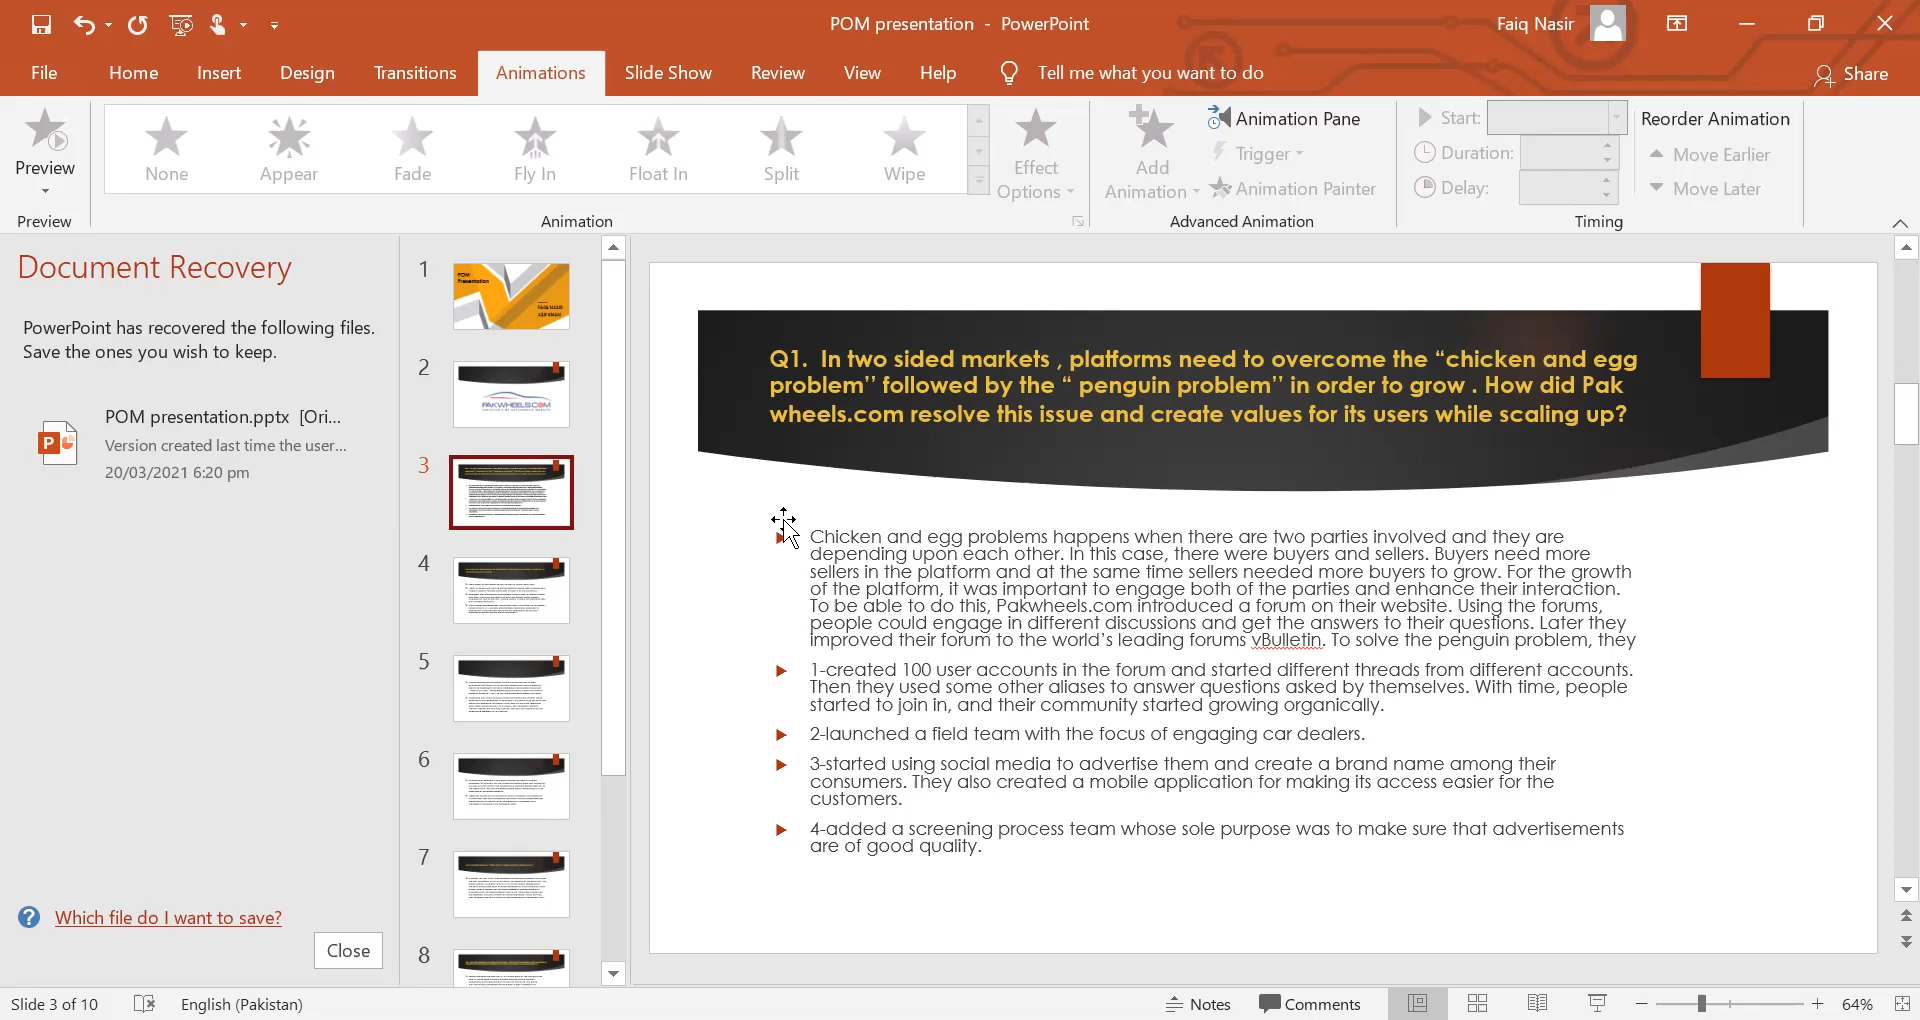 POM presentation - PowerPoint
Faiq Nasir
File Home Insert Design Transitions Animations Slide Show Review View Help Tell me what you want to do Share
Preview
None Appear Fade Fly In Float In Split Wipe
Effect Options
Add Animation
Animation Pane
Trigger
Animation Painter
Start:
Duration:
Delay:
Reorder Animation
Move Earlier
Move Later
Preview Animation Advanced Animation Timing
Document Recovery
PowerPoint has recovered the following files.
Save the ones you wish to keep.
POM presentation.pptx [Ori...
Version created last time the user...
20/03/2021 6:20 pm
Which file do I want to save?
Close
1
POM
Presentation
2
PAKWHEELS.COM
3
4
5
6
7
8
Q1. In two sided markets , platforms need to overcome the “chicken and egg
problem’’ followed by the “ penguin problem’’ in order to grow . How did Pak
wheels.com resolve this issue and create values for its users while scaling up?
Chicken and egg problems happens when there are two parties involved and they are
depending upon each other. In this case, there were buyers and sellers. Buyers need more
sellers in the platform and at the same time sellers needed more buyers to grow. For the growth
of the platform, it was important to engage both of the parties and enhance their interaction.
To be able to do this, Pakwheels.com introduced a forum on their website. Using the forums,
people could engage in different discussions and get the answers to their questions. Later they
improved their forum to the world’s leading forums vBulletin. To solve the penguin problem, they
1-created 100 user accounts in the forum and started different threads from different accounts.
Then they used some other aliases to answer questions asked by themselves. With time, people
started to join in, and their community started growing organically.
2-launched a field team with the focus of engaging car dealers.
3-started using social media to advertise them and create a brand name among their
consumers. They also created a mobile application for making its access easier for the
customers.
4-added a screening process team whose sole purpose was to make sure that advertisements
are of good quality.
Slide 3 of 10 English (Pakistan) Notes Comments 64%